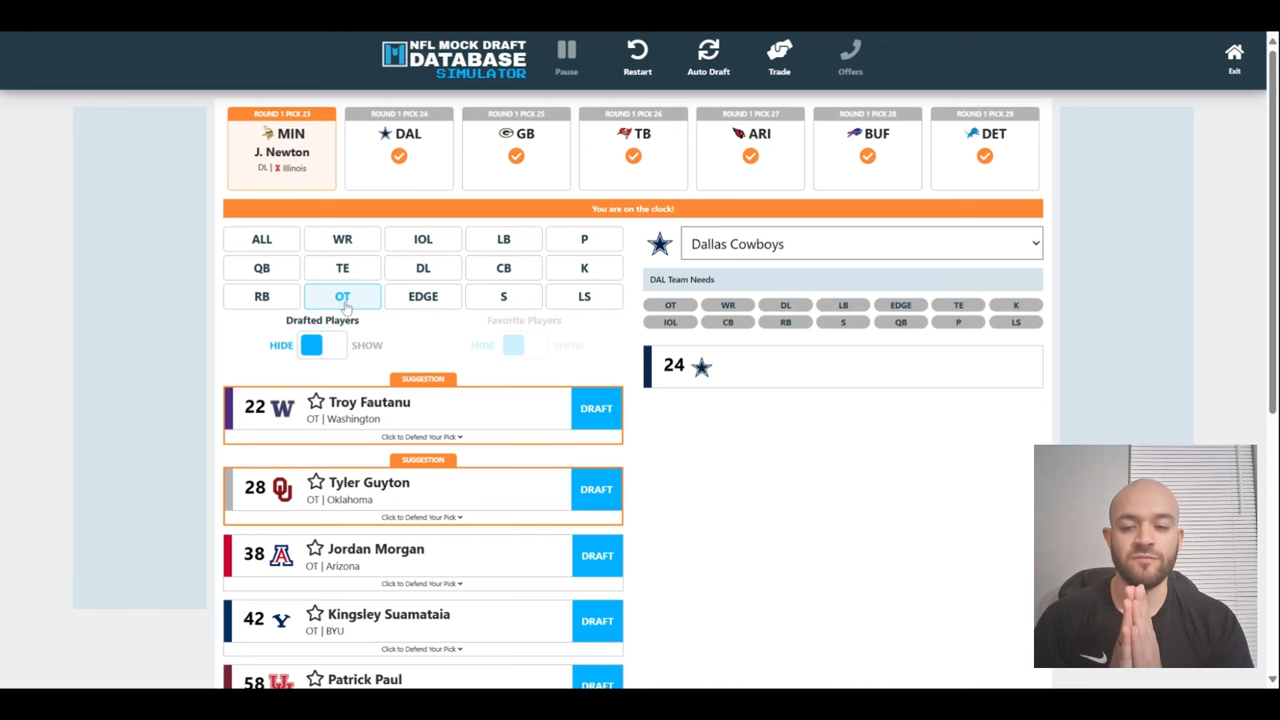 NFL MOCK DRAFT
DATABASE
SIMULATOR
Pause
Restart
Auto Draft
Trade
Offers
Exit
ROUND 1 PICK 23
MIN
J. Newton
DL | Illinois
ROUND 1 PICK 24
DAL
ROUND 1 PICK 25
GB
ROUND 1 PICK 26
TB
ROUND 1 PICK 27
ARI
ROUND 1 PICK 28
BUF
ROUND 1 PICK 29
DET
You are on the clock!
ALL WR IOL LB P
QB TE DL CB K
RB OT EDGE S LS
Drafted Players
HIDE SHOW
Favorite Players
HIDE SHOW
Dallas Cowboys
DAL Team Needs
OT WR DL LB EDGE TE K
IOL CB RB S QB P LS
24
SUGGESTION
22 W Troy Fautanu
OT | Washington
DRAFT
Click to Defend Your Pick
SUGGESTION
28 OU Tyler Guyton
OT | Oklahoma
DRAFT
Click to Defend Your Pick
38 A Jordan Morgan
OT | Arizona
DRAFT
Click to Defend Your Pick
42 Y Kingsley Suamataia
OT | BYU
DRAFT
Click to Defend Your Pick
58 UH Patrick Paul
DRAFT